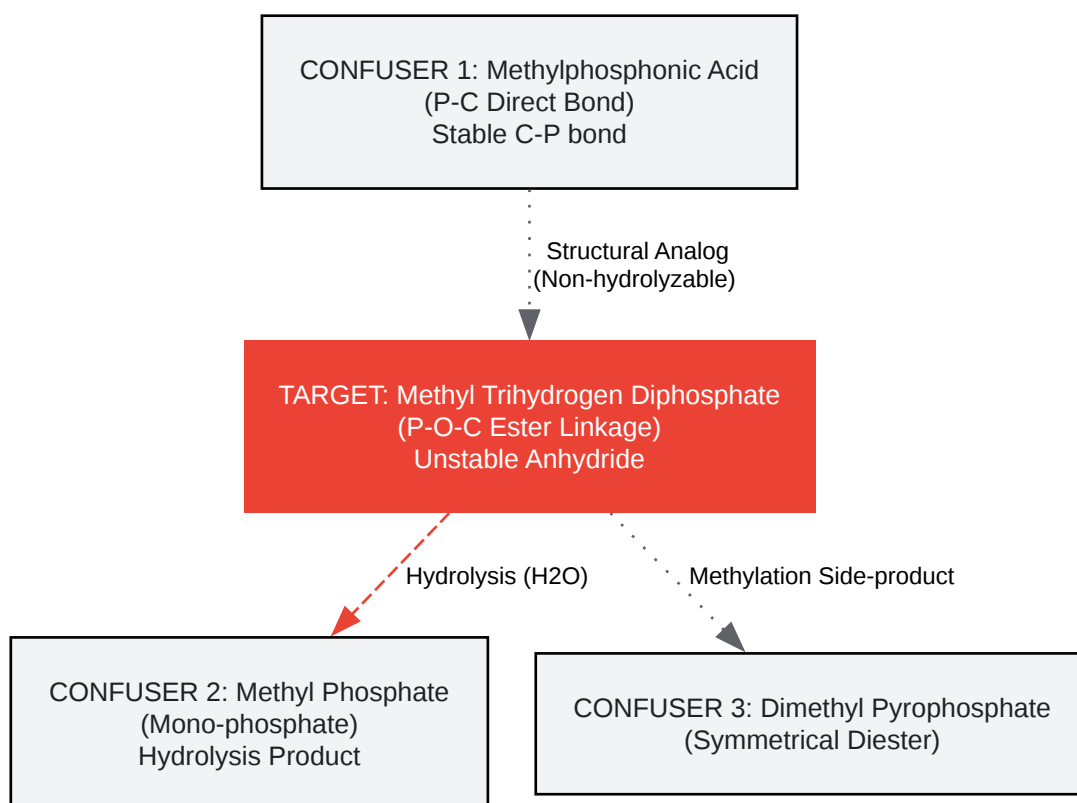 CONFUSER 1: Methylphosphonic Acid
(P-C Direct Bond)
Stable C-P bond
Structural Analog
(Non-hydrolyzable)
TARGET: Methyl Trihydrogen Diphosphate
(P-O-C Ester Linkage)
Unstable Anhydride
Hydrolysis (H2O)
Methylation Side-product
CONFUSER 2: Methyl Phosphate
(Mono-phosphate)
Hydrolysis Product
CONFUSER 3: Dimethyl Pyrophosphate
(Symmetrical Diester)